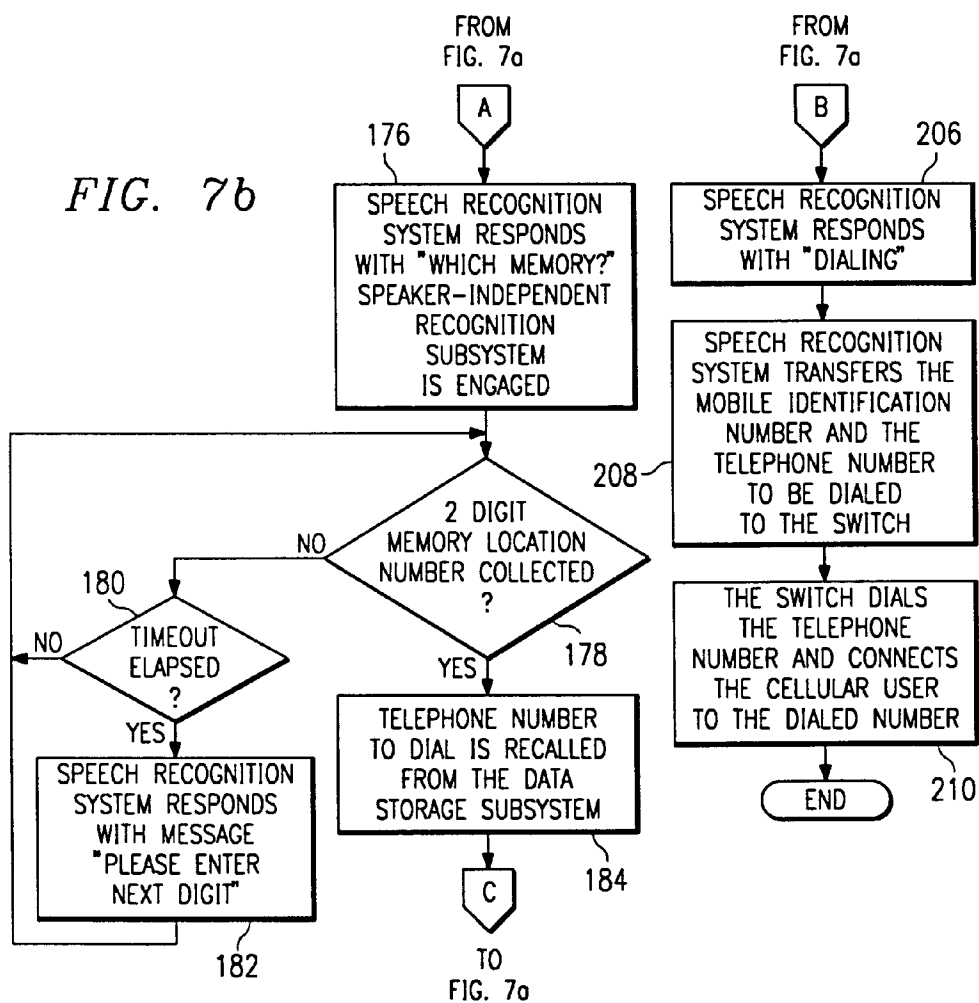 FIG. 7b
FROM
FIG. 7a
A
176
SPEECH RECOGNITION
SYSTEM RESPONDS
WITH "WHICH MEMORY?"
SPEAKER-INDEPENDENT
RECOGNITION
SUBSYSTEM
IS ENGAGED
2 DIGIT
MEMORY LOCATION
NUMBER COLLECTED
?
178
NO
180
TIMEOUT
ELAPSED
?
NO
YES
SPEECH RECOGNITION
SYSTEM RESPONDS
WITH MESSAGE
"PLEASE ENTER
NEXT DIGIT"
182
YES
TELEPHONE NUMBER
TO DIAL IS RECALLED
FROM THE DATA
STORAGE SUBSYSTEM
184
C
TO
FIG. 7a
FROM
FIG. 7a
B
206
SPEECH RECOGNITION
SYSTEM RESPONDS
WITH "DIALING"
SPEECH RECOGNITION
SYSTEM TRANSFERS THE
MOBILE IDENTIFICATION
NUMBER AND THE
TELEPHONE NUMBER
TO BE DIALED
TO THE SWITCH
208
THE SWITCH DIALS
THE TELEPHONE
NUMBER AND CONNECTS
THE CELLULAR USER
TO THE DIALED NUMBER
210
END